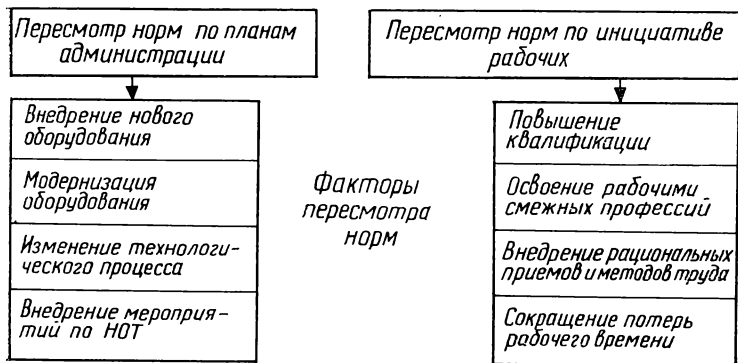 Пересмотр норм по планам
администрации
Внедрение нового
оборудования
Модернизация
оборудования
Изменение технологи-
ческого процесса
Внедрение мероприя-
тий по НОТ
Факторы
пересмотра
норм
Пересмотр норм по инициативе
рабочих
Повышение
квалификации
Освоение рабочими
смежных профессий
Внедрение рациональных
приемов и методов труда
Сокращение потерь
рабочего времени